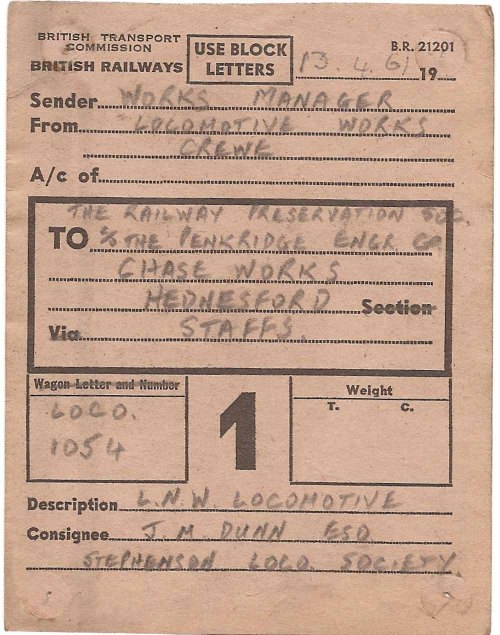 BRITISH TRANSPORT COMMISSION
BRITISH RAILWAYS
USE BLOCK LETTERS
B.R. 21201
13.4.61 19
Sender WORKS MANAGER
From LOCOMOTIVE WORKS
CREWE
A/c of
THE RAILWAY PRESERVATION SOC.
TO % THE PENKRIDGE ENGR. CO.
CHASE WORKS
HEDNESFORD Section
Via STAFFS.
Wagon Letter and Number
LOCO.
1054
1
Weight
T. C.
Description L.N.W. LOCOMOTIVE
Consignee J.M. DUNN ESQ
STEPHENSON LOCO. SOCIETY.